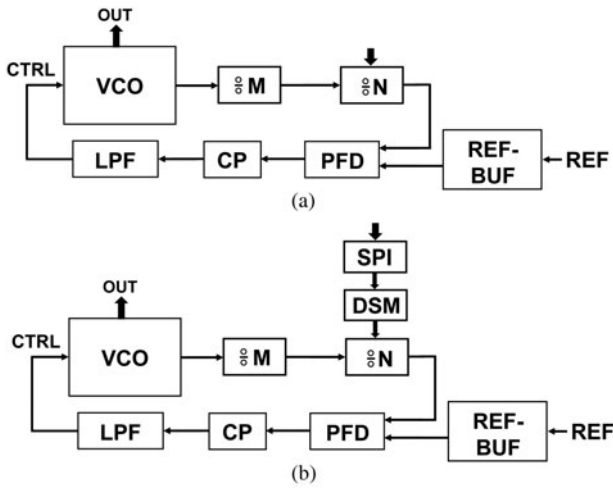 OUT
CTRL
VCO
÷M
÷N
LPF
CP
PFD
REF-
BUF
REF
(a)
SPI
DSM
OUT
CTRL
VCO
÷M
÷N
LPF
CP
PFD
REF-
BUF
REF
(b)